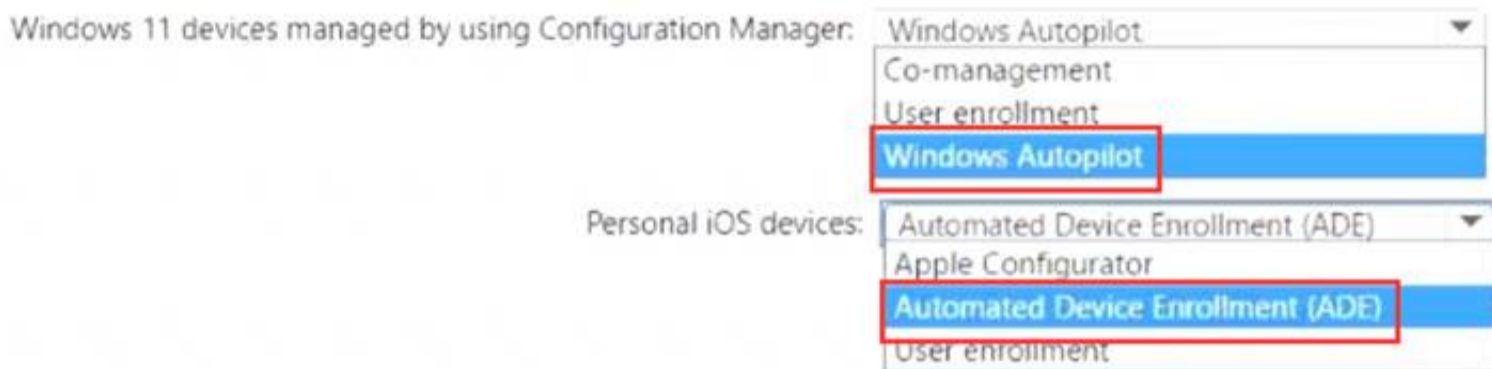 Windows 11 devices managed by using Configuration Manager: Windows Autopilot
Co-management
User enrollment
Windows Autopilot
Personal iOS devices: Automated Device Enrollment (ADE)
Apple Configurator
Automated Device Enrollment (ADE)
User enrollment